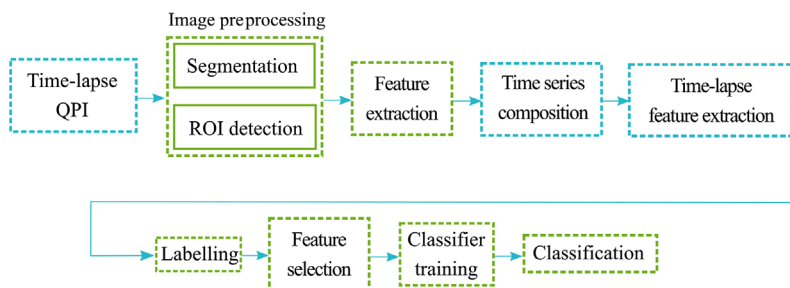 Image preprocessing
Time-lapse
QPI
Segmentation
ROI detection
Feature
extraction
Time series
composition
Time-lapse
feature extraction
Labelling
Feature
selection
Classifier
training
Classification